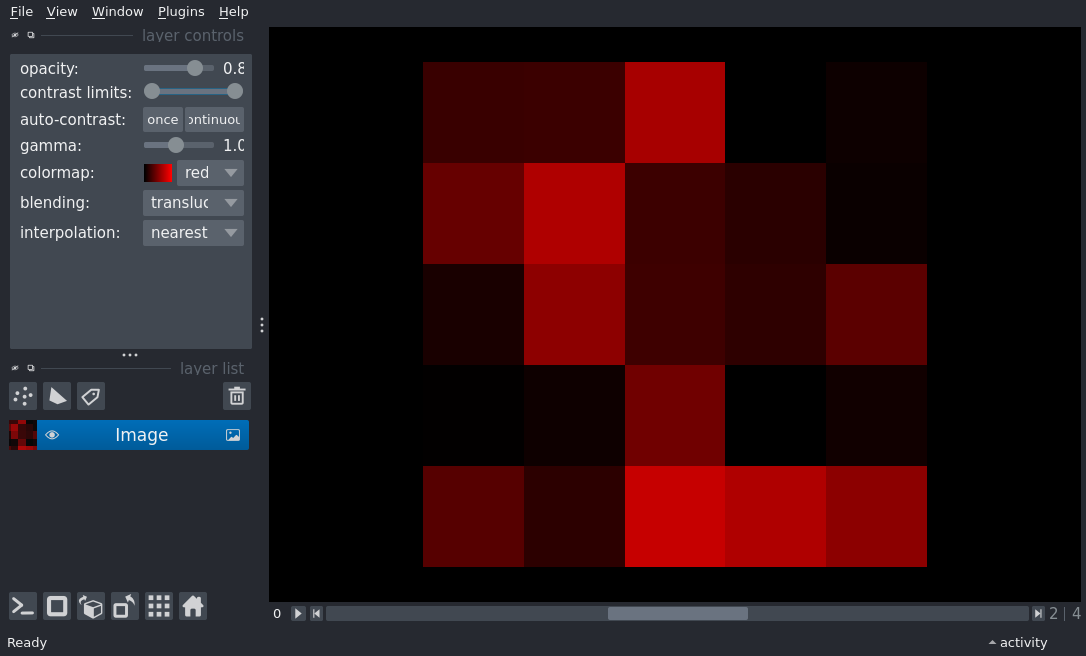 File View Window Plugins Help
layer controls
opacity: 0.8
contrast limits:
auto-contrast: once ontinuou
gamma: 1.0
colormap: red
blending: transluc
interpolation: nearest
layer list
Image
0 2 | 4
Ready activity